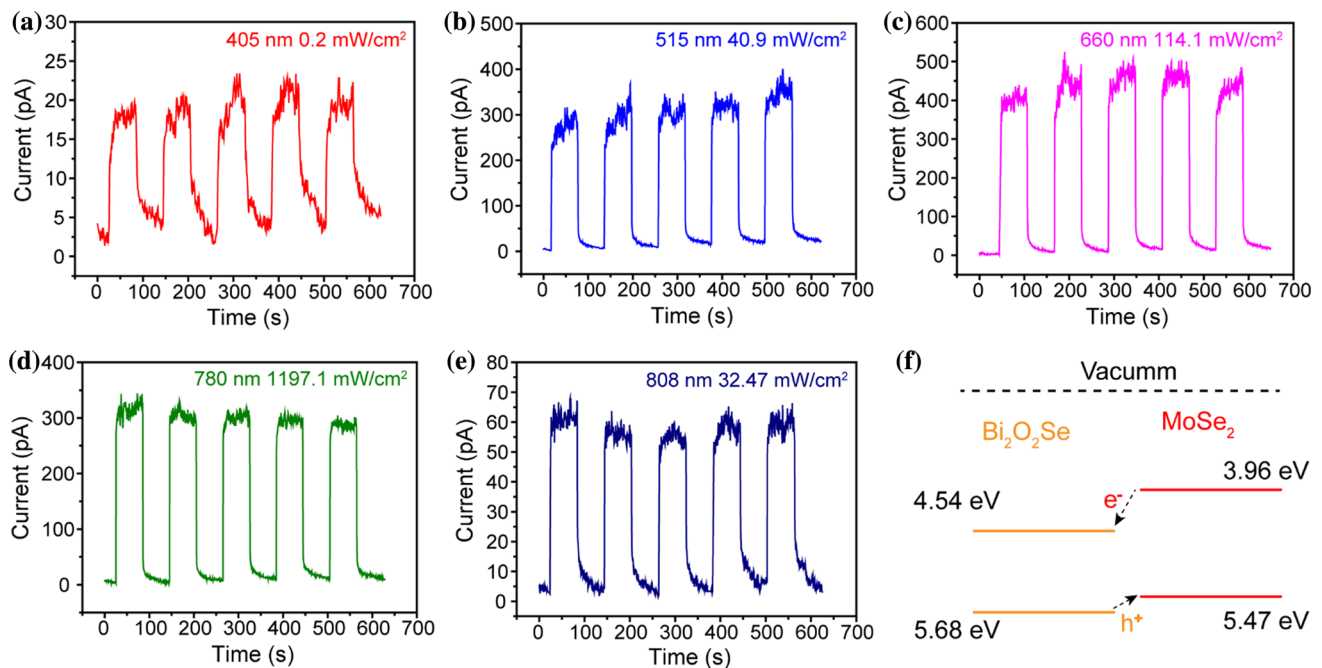 (a)
405 nm 0.2 mW/cm²
Current (pA)
30
25
20
15
10
5
0
0 100 200 300 400 500 600 700
Time (s)
(b)
515 nm 40.9 mW/cm²
Current (pA)
500
400
300
200
100
0
0 100 200 300 400 500 600 700
Time (s)
(c)
660 nm 114.1 mW/cm²
Current (pA)
600
500
400
300
200
100
0
0 100 200 300 400 500 600 700
Time (s)
(d)
780 nm 1197.1 mW/cm²
Current (pA)
400
300
200
100
0
0 100 200 300 400 500 600 700
Time (s)
(e)
808 nm 32.47 mW/cm²
Current (pA)
80
70
60
50
40
30
20
10
0
0 100 200 300 400 500 600 700
Time (s)
(f)
Vacumm
Bi₂O₂Se
MoSe₂
4.54 eV
3.96 eV
e⁻
5.68 eV
h⁺
5.47 eV